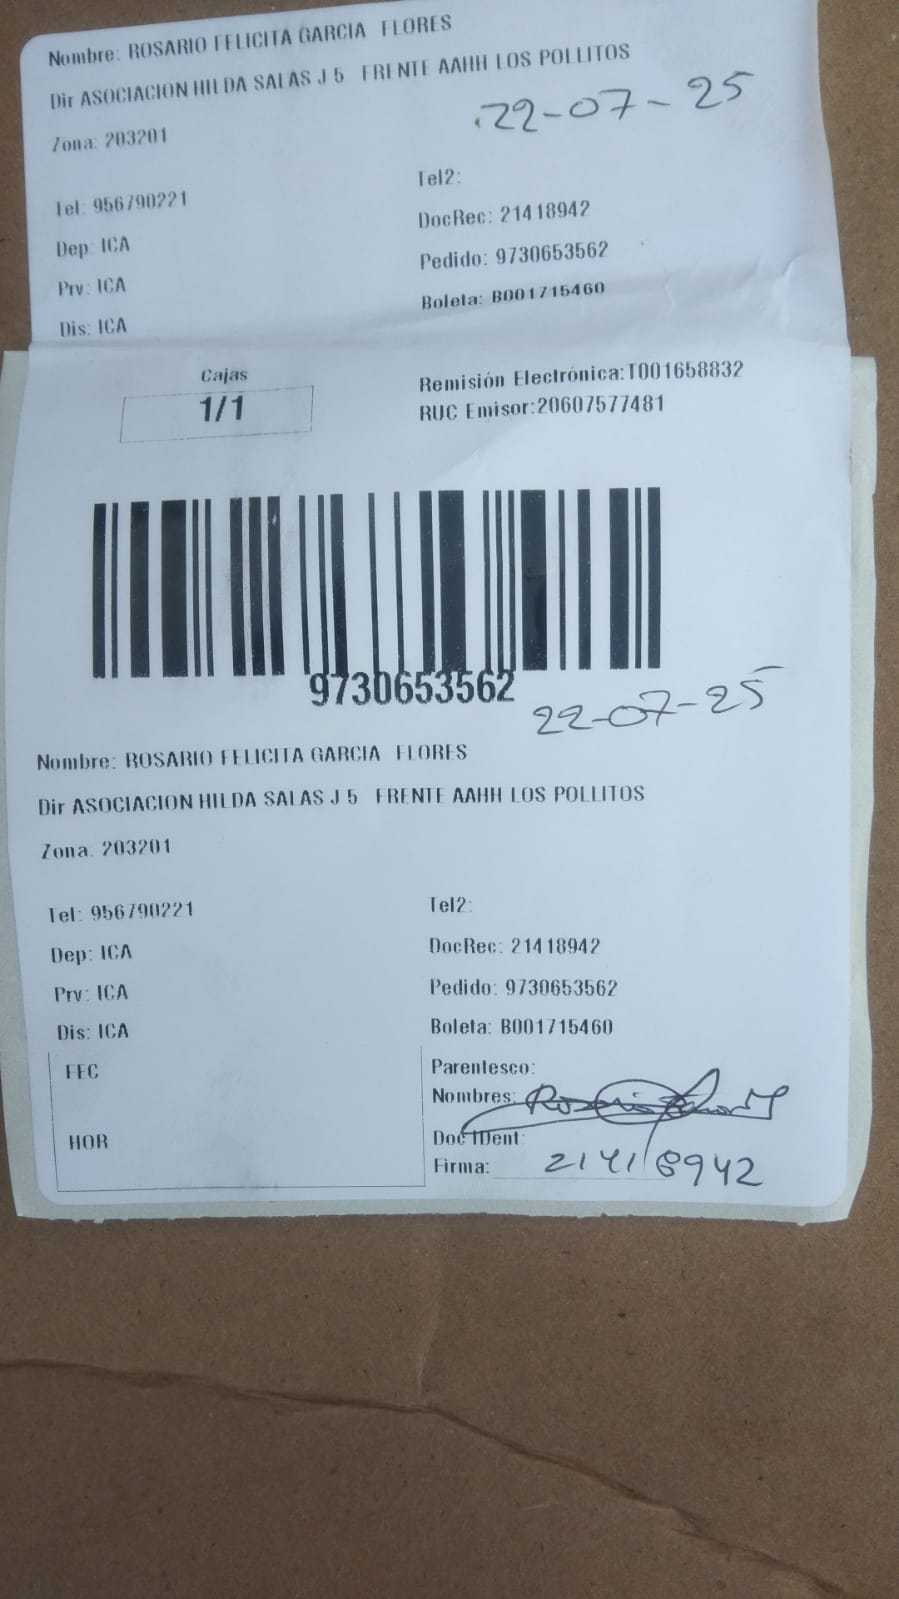 Nombre: ROSARIO FELICITA GARCIA FLORES
Dir ASOCIACION HILDA SALAS J 5 FRENTE AAHH LOS POLLITOS
22-07-25
Zona: 203201
Tel: 956790221
Tel2:
Dep: ICA
DocRec: 21418942
Prv: ICA
Pedido: 9730653562
Dis: ICA
Boleta: B001715460
Cajas
1/1
Remisión Electrónica:T001658832
RUC Emisor:20607577481
9730653562
22-07-25
Nombre: ROSARIO FELICITA GARCIA FLORES
Dir ASOCIACION HILDA SALAS J 5 FRENTE AAHH LOS POLLITOS
Zona. 203201
Tel: 956790221
Tel2:
Dep: ICA
DocRec: 21418942
Prv: ICA
Pedido: 9730653562
Dis: ICA
Boleta: B001715460
FEC
Parentesco:
Nombres:
HOR
Doc IDent:
Firma: 21418942